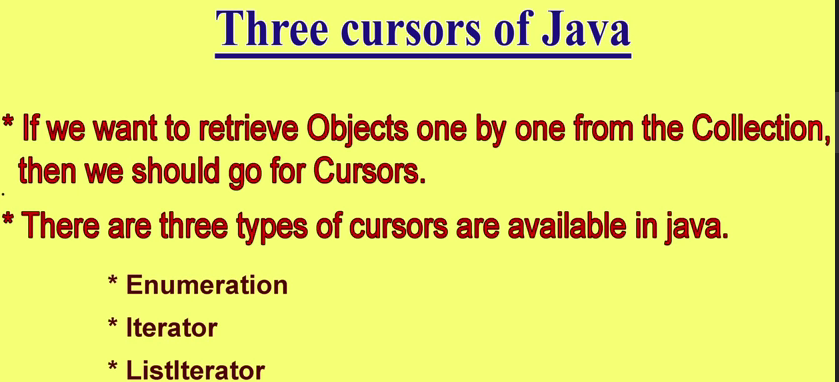 Three cursors of Java
* If we want to retrieve Objects one by one from the Collection,
then we should go for Cursors.
* There are three types of cursors are available in java.
* Enumeration
* Iterator
* ListIterator